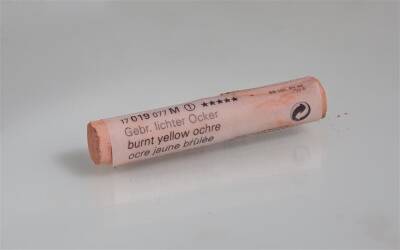 17 019 077 M ① ★★★★★
Gebr. lichter Ocker
burnt yellow ochre
ocre jaune brûlée